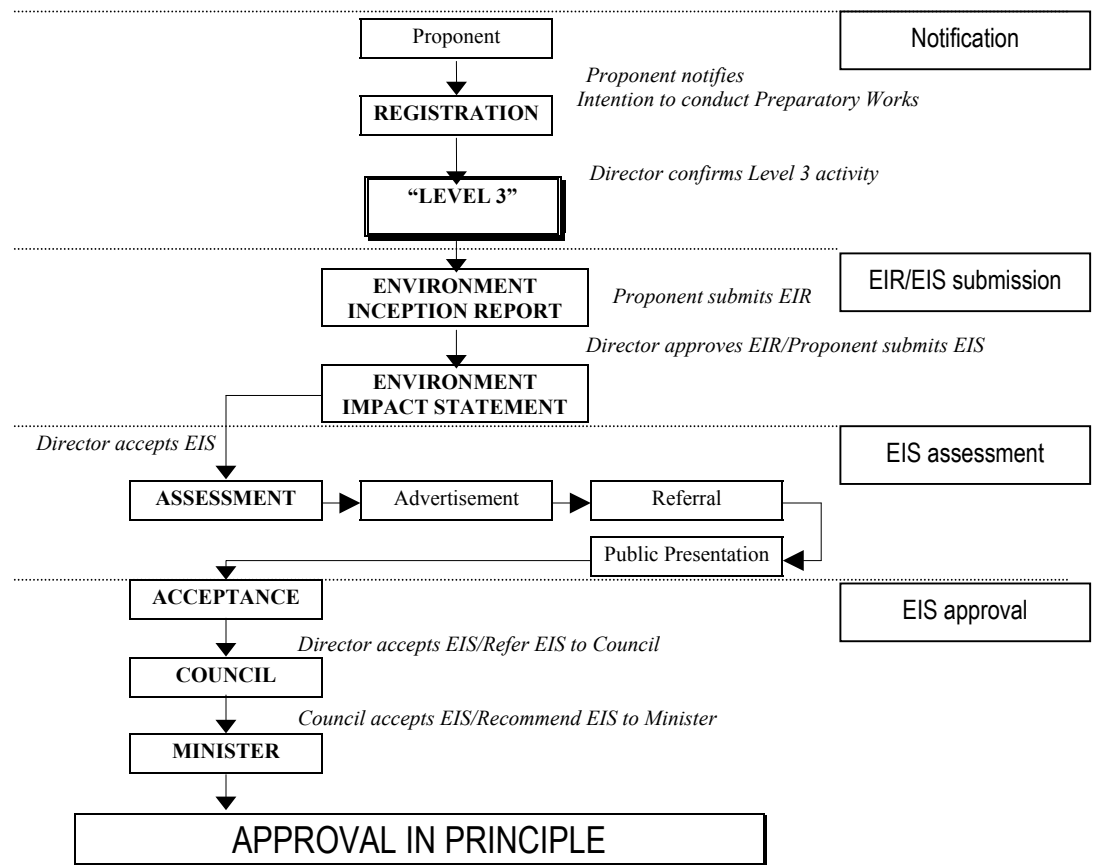 Proponent
Notification
Proponent notifies
Intention to conduct Preparatory Works
REGISTRATION
Director confirms Level 3 activity
“LEVEL 3”
ENVIRONMENT
INCEPTION REPORT
EIR/EIS submission
Proponent submits EIR
Director approves EIR/Proponent submits EIS
ENVIRONMENT
IMPACT STATEMENT
Director accepts EIS
EIS assessment
ASSESSMENT
Advertisement
Referral
Public Presentation
ACCEPTANCE
EIS approval
Director accepts EIS/Refer EIS to Council
COUNCIL
Council accepts EIS/Recommend EIS to Minister
MINISTER
APPROVAL IN PRINCIPLE